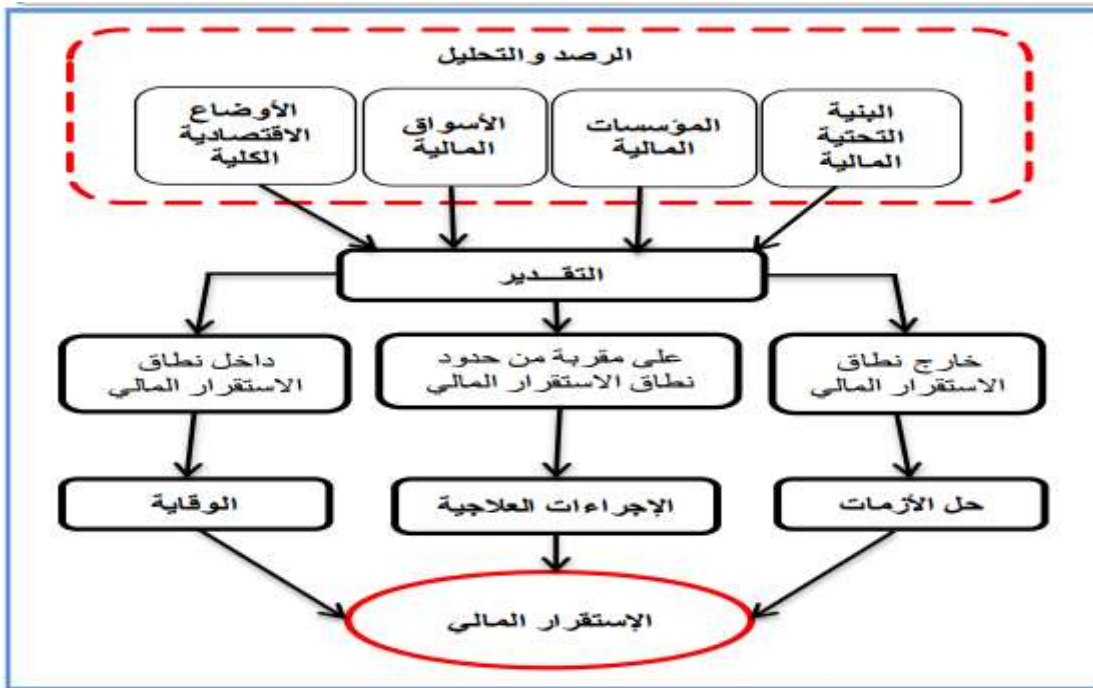 الرصد والتحليل
البنية
التحتية
المالية
المؤسسات
المالية
الأسواق
المالية
الأوضاع
الاقتصادية
الكلية
التقـــدير
خارج نطاق
الاستقرار المالي
على مقربة من حدود
نطاق الاستقرار المالي
داخل نطاق
الاستقرار المالي
حل الأزمات
الإجراءات العلاجية
الوقاية
الإستقرار المالي